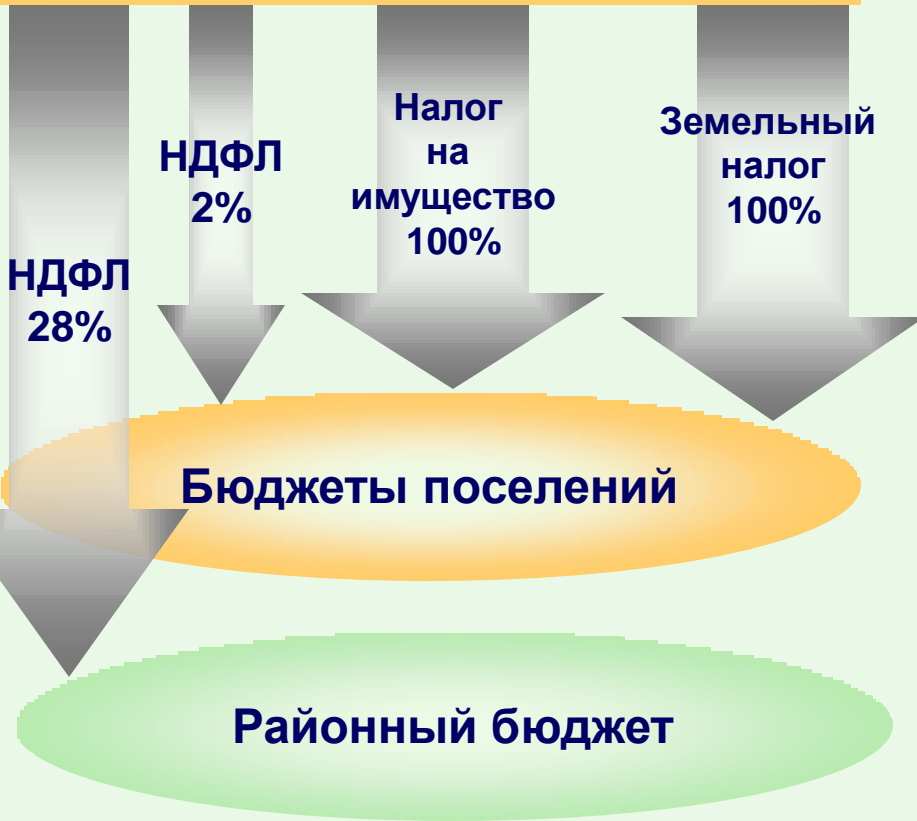 НДФЛ
28%
НДФЛ
2%
Налог
на
имущество
100%
Земельный
налог
100%
Бюджеты поселений
Районный бюджет